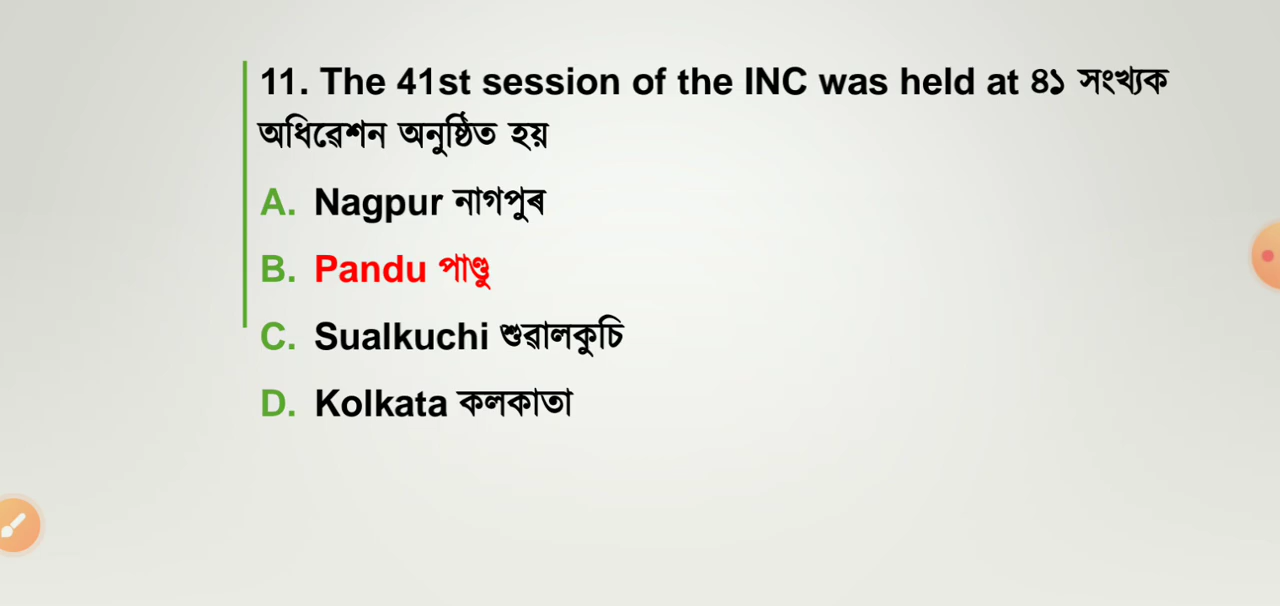 11. The 41st session of the INC was held at ৪১ সংখ্যক
অধিৱেশন অনুষ্ঠিত হয়
A. Nagpur নাগপুৰ
B. Pandu পাণ্ডু
C. Sualkuchi শুৱালকুচি
D. Kolkata কলকাতা